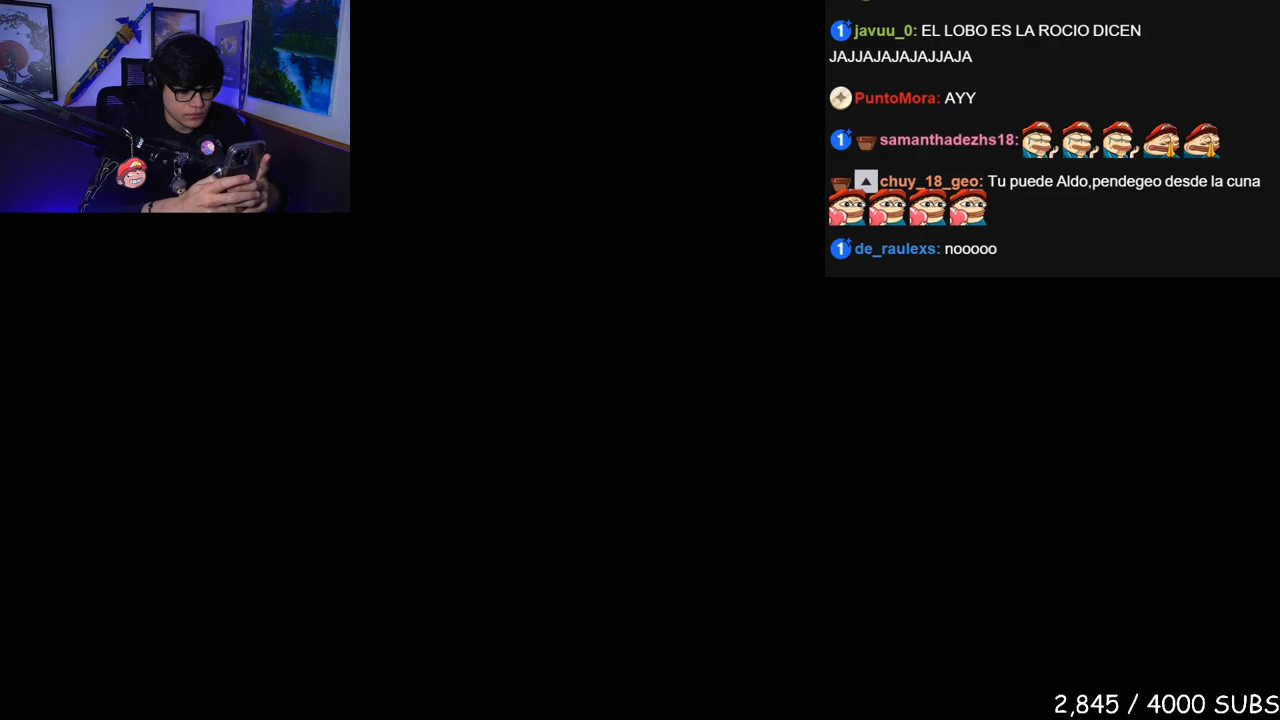 javuu_0: EL LOBO ES LA ROCIO DICEN
JAJJAJAJAJAJJAJA
PuntoMora: AYY
samanthadezhs18:
chuy_18_geo: Tu puede Aldo,pendegeo desde la cuna
de_raulexs: nooooo
2,845 / 4000 SUBS